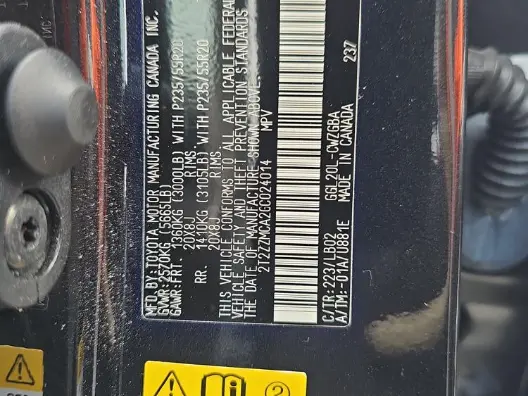 MFD. BY: TOYOTA MOTOR MANUFACTURING CANADA INC.
GVWR: 2570KG (5665LB)
GAWR: FRT. 1360KG (3000LB) WITH P235/55R20
20X8J RIMS,
RR. 1410KG (3105LB) WITH P235/55R20
20X8J RIMS,
THIS VEHICLE CONFORMS TO ALL APPLICABLE FEDERAL
VEHICLE SAFETY AND THEFT PREVENTION STANDARDS
THE DATE OF MANUFACTURE SHOWN ABOVE.
2T2ZZMCA2GC024014 MPV
C/TR: 223/LB02 GGL20L-CWZGBA
A/TM: -01A/U881E MADE IN CANADA
237